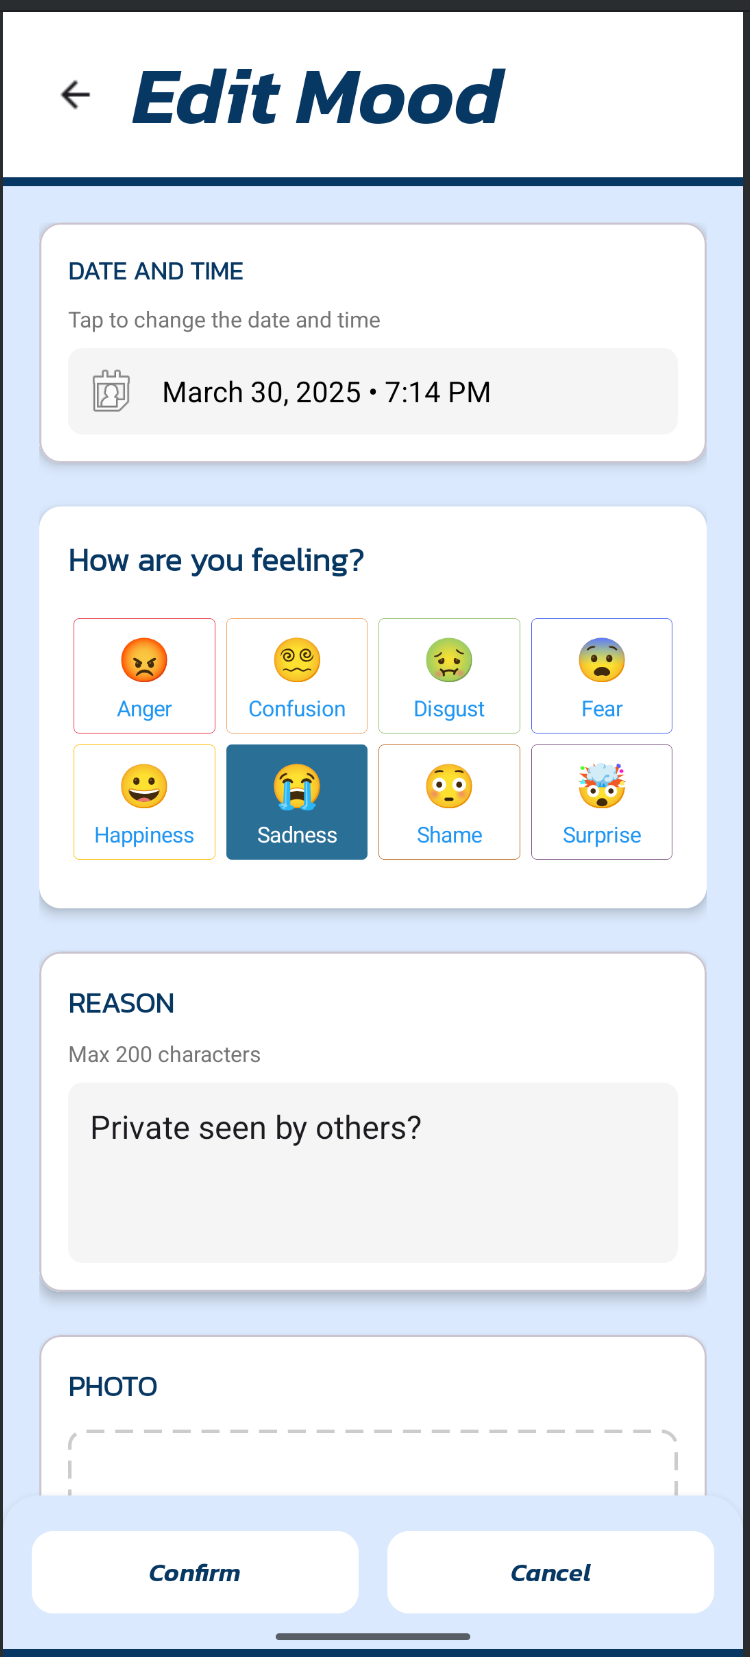 Edit Mood
DATE AND TIME
Tap to change the date and time
March 30, 2025 • 7:14 PM
How are you feeling?
Anger Confusion Disgust Fear
Happiness Sadness Shame Surprise
REASON
Max 200 characters
Private seen by others?
PHOTO
Confirm Cancel